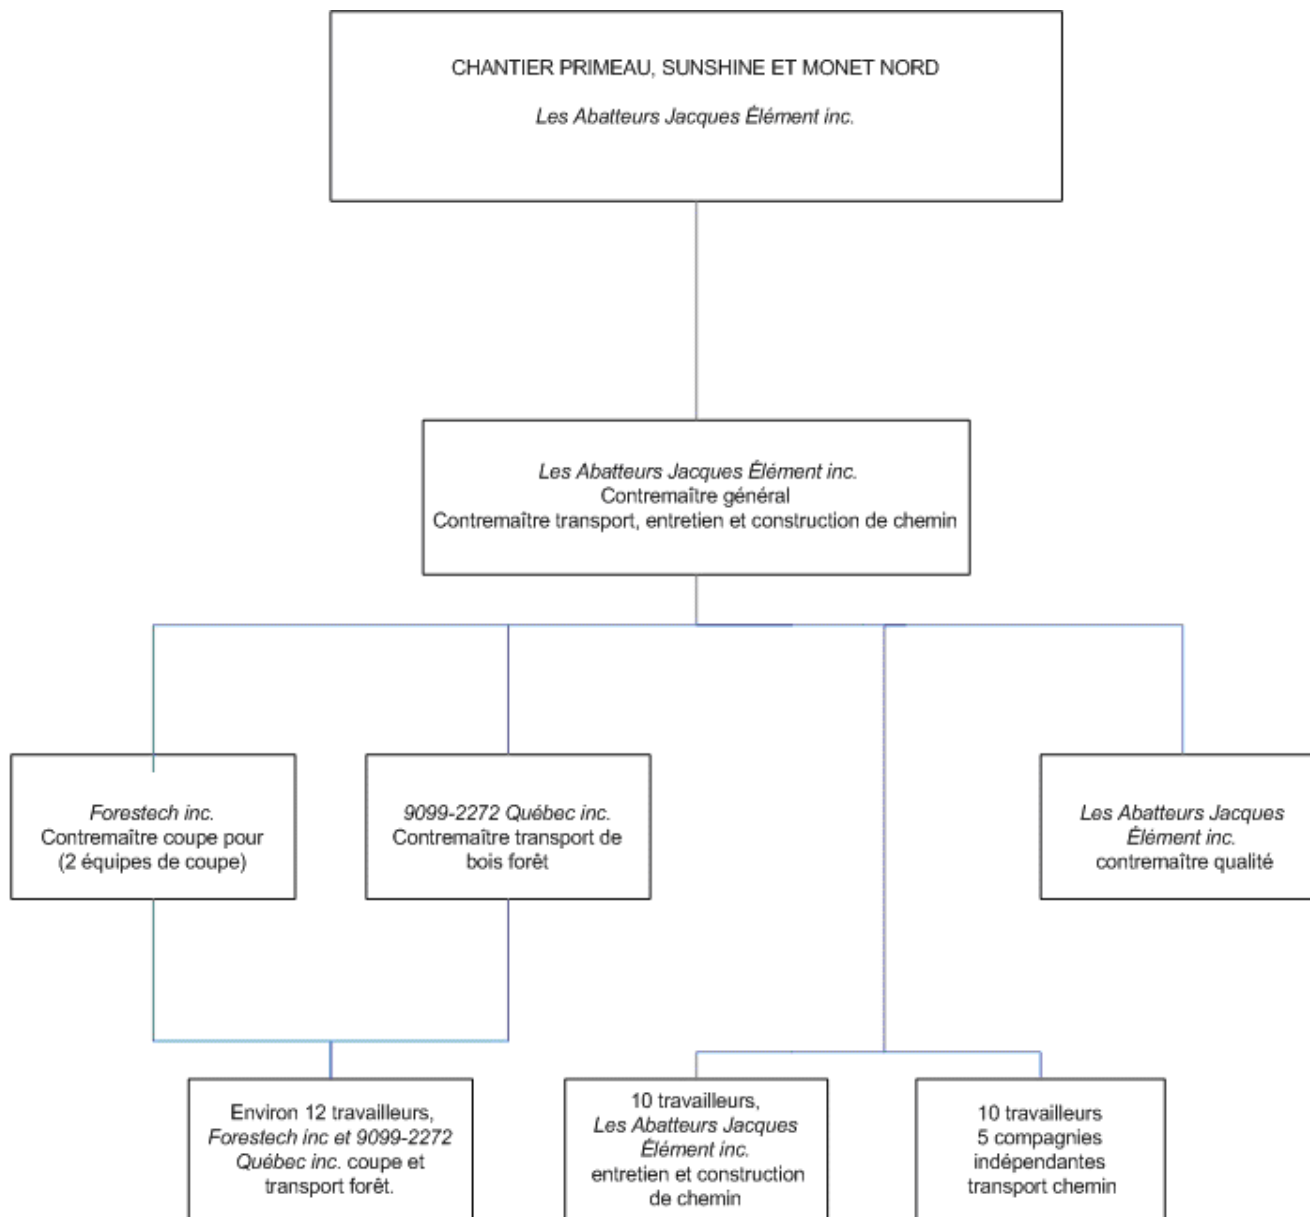 CHANTIER PRIMEAU, SUNSHINE ET MONET NORD
Les Abatteurs Jacques Élément inc.
Les Abatteurs Jacques Élément inc.
Contremaître général
Contremaître transport, entretien et construction de chemin
Forestech inc.
Contremaître coupe pour
(2 équipes de coupe)
9099-2272 Québec inc.
Contremaître transport de
bois forêt
Les Abatteurs Jacques
Élément inc.
contremaître qualité
Environ 12 travailleurs,
Forestech inc et 9099-2272
Québec inc. coupe et
transport forêt.
10 travailleurs,
Les Abatteurs Jacques
Élément inc.
entretien et construction
de chemin
10 travailleurs
5 compagnies
indépendantes
transport chemin